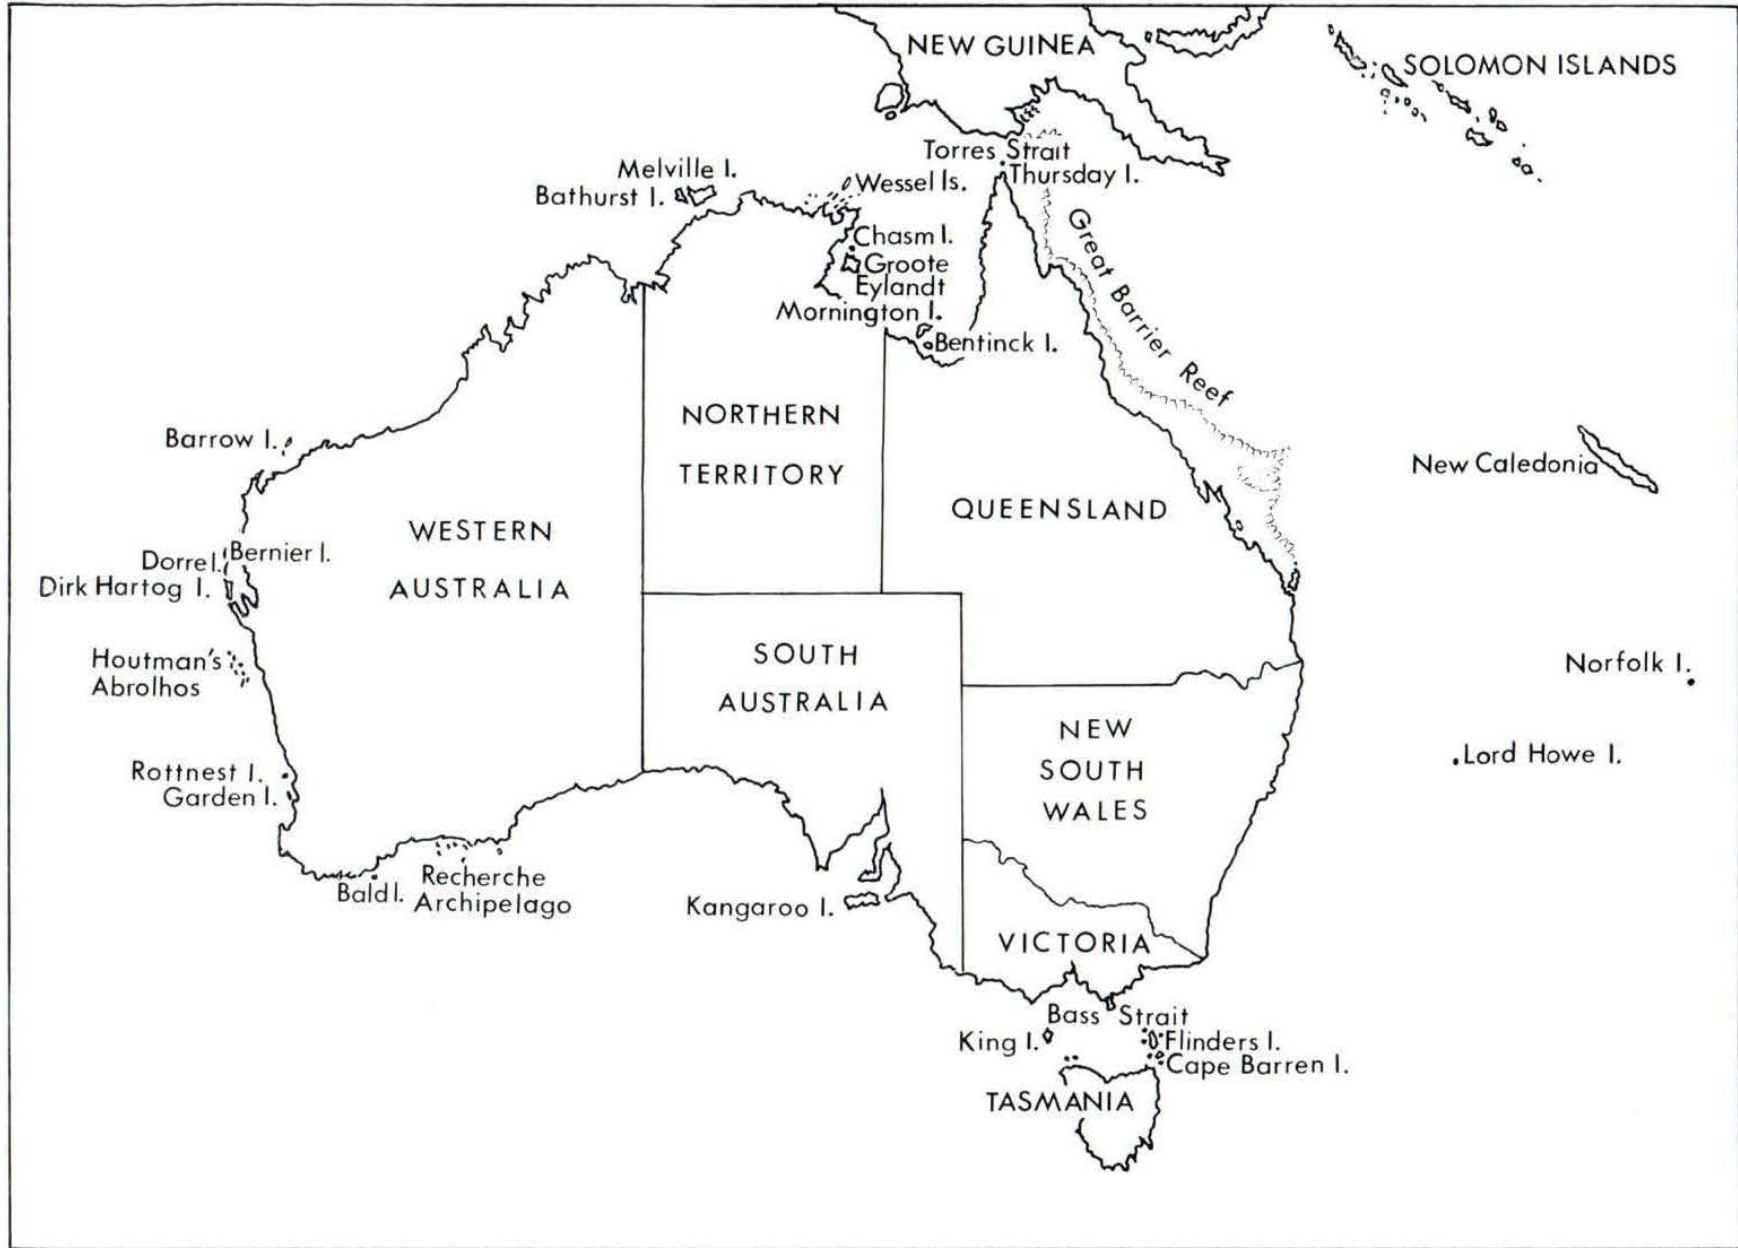 NEW GUINEA
SOLOMON ISLANDS
Torres Strait
Thursday I.
Melville I.
Bathurst I.
Wessel Is.
Chasm I.
Groote
Eylandt
Mornington I.
Bentinck I.
Great Barrier Reef
NORTHERN
TERRITORY
Barrow I.
New Caledonia
QUEENSLAND
WESTERN
AUSTRALIA
Bernier I.
Dorre I.
Dirk Hartog I.
SOUTH
AUSTRALIA
Houtman's
Abrolhos
Norfolk I.
NEW
SOUTH
WALES
Lord Howe I.
Rottnest I.
Garden I.
Bald I.
Recherche
Archipelago
Kangaroo I.
VICTORIA
Bass Strait
King I.
Flinders I.
Cape Barren I.
TASMANIA